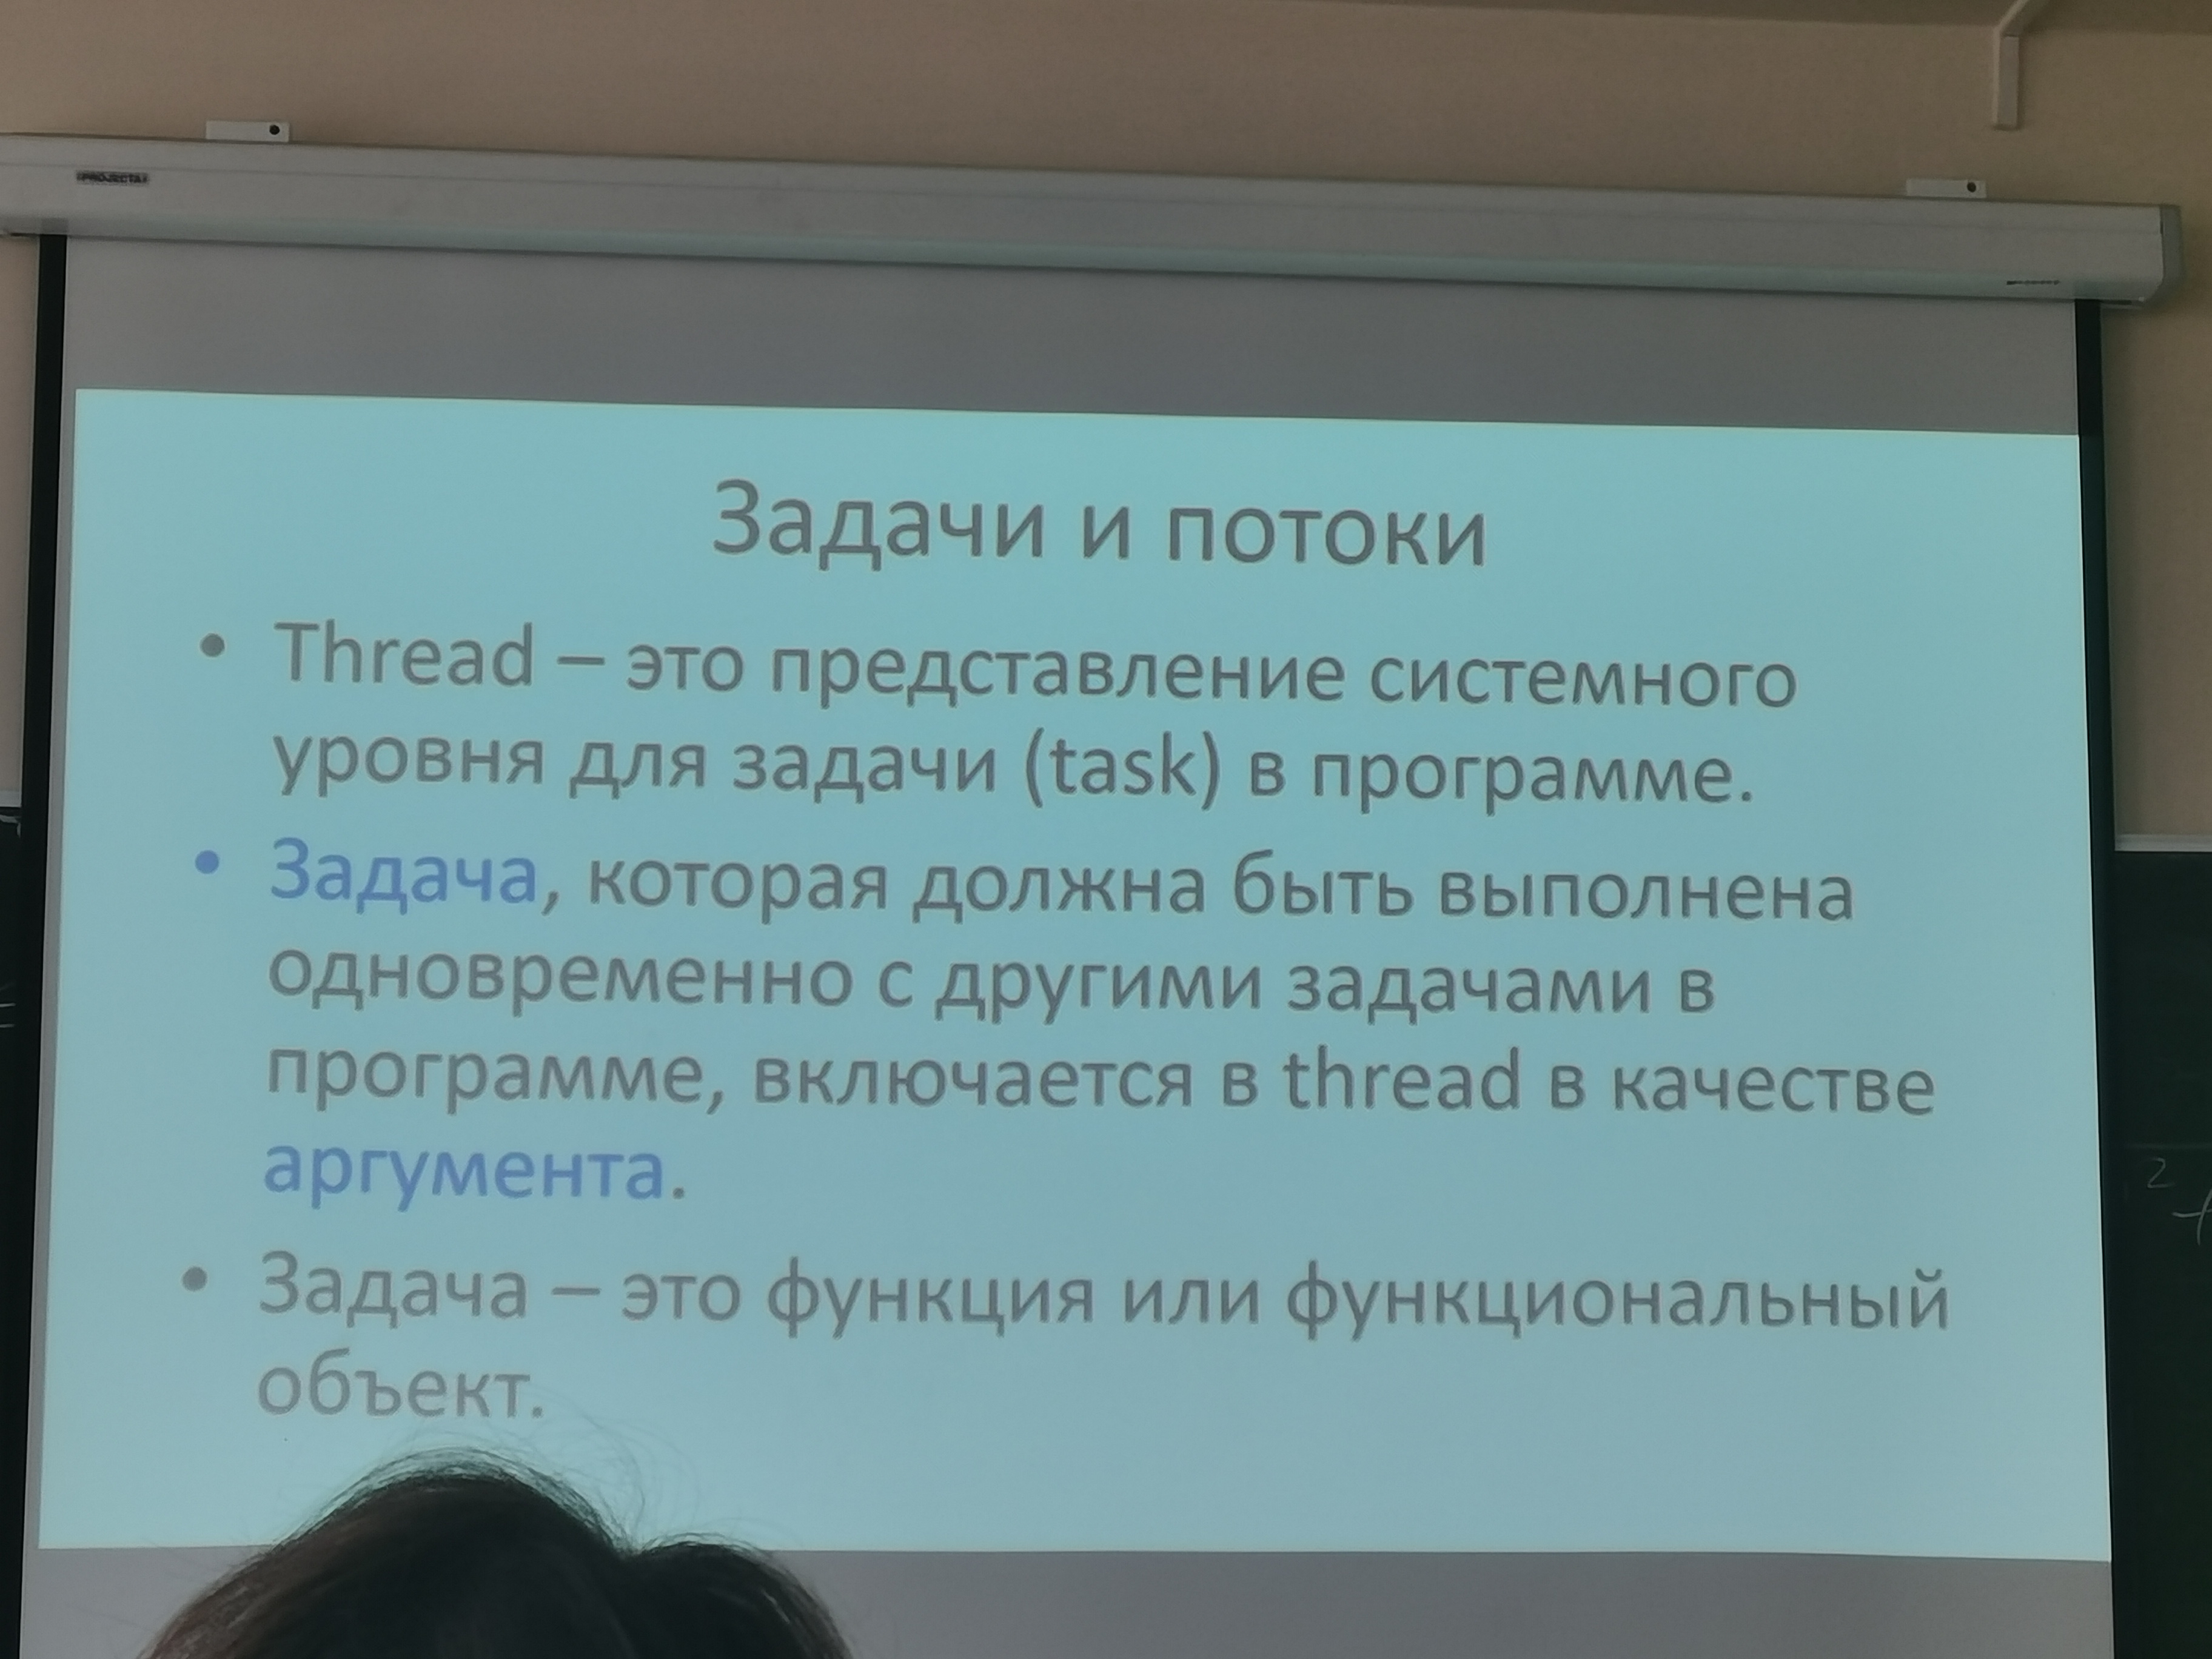 PROJECTA
Задачи и потоки
• Thread – это представление системного
уровня для задачи (task) в программе.
• Задача, которая должна быть выполнена
одновременно с другими задачами в
программе, включается в thread в качестве
аргумента.
• Задача – это функция или функциональный
объект.
2